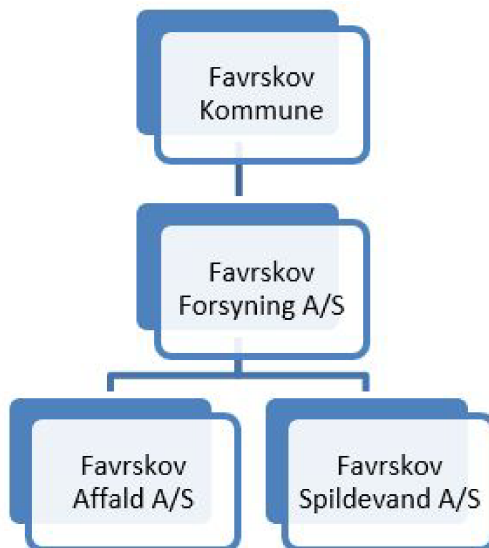 Favrskov
Kommune
Favrskov
Forsyning A/S
Favrskov
Affald A/S
Favrskov
Spildevand A/S